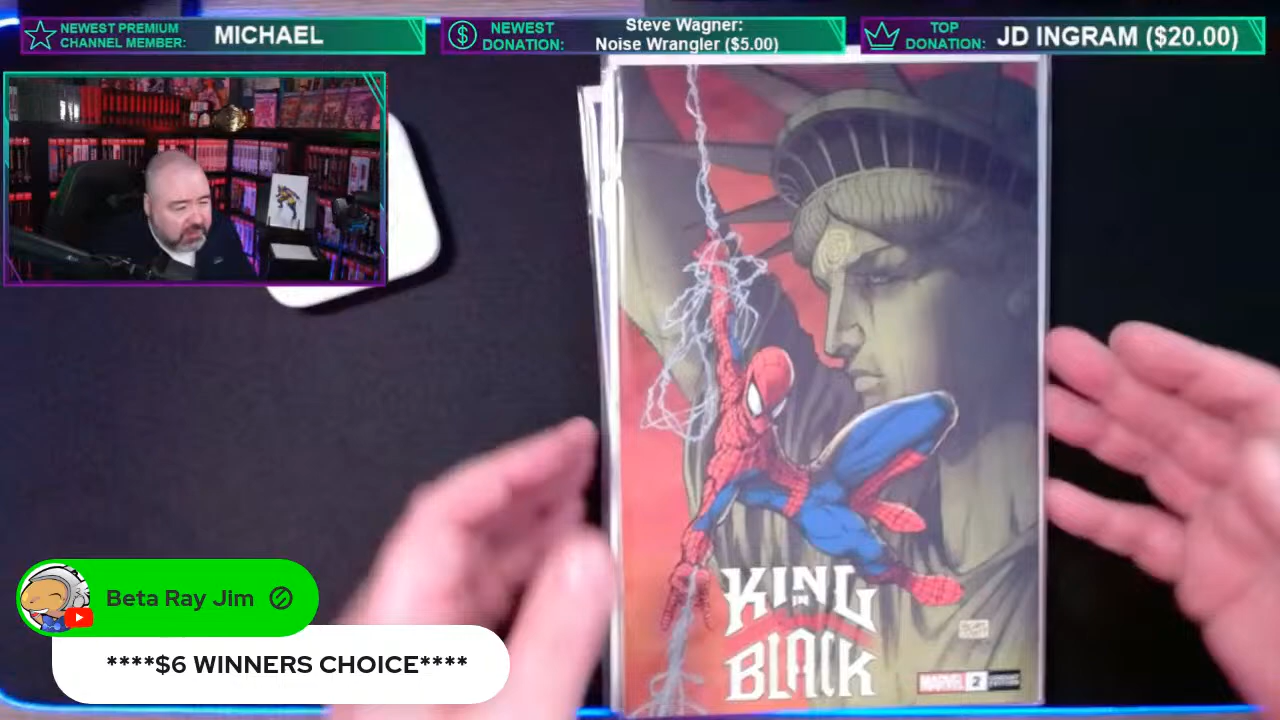 NEWEST PREMIUM
CHANNEL MEMBER:
MICHAEL
NEWEST
DONATION:
Steve Wagner:
Noise Wrangler ($5.00)
TOP
DONATION:
JD INGRAM ($20.00)
KING
IN
BLACK
MARVEL 2
Beta Ray Jim
****$6 WINNERS CHOICE****